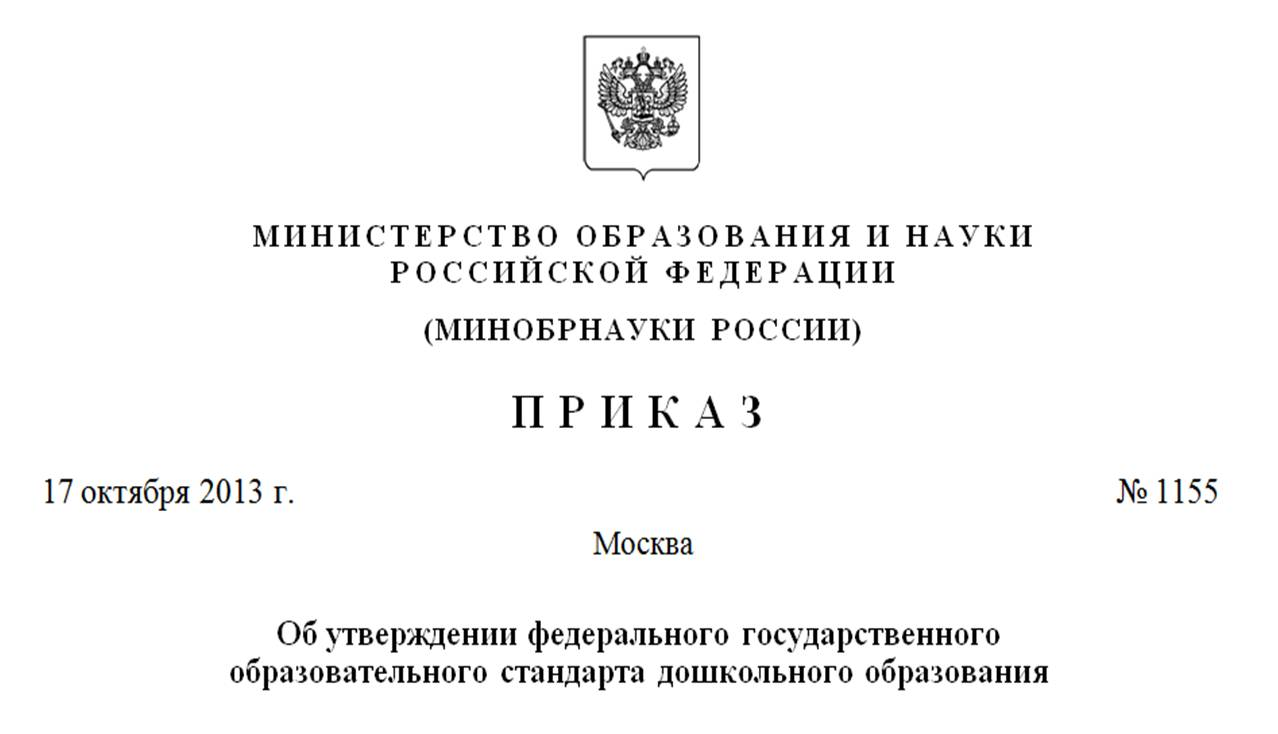 МИНИСТЕРСТВО ОБРАЗОВАНИЯ И НАУКИ
РОССИЙСКОЙ ФЕДЕРАЦИИ
(МИНОБРНАУКИ РОССИИ)
ПРИКАЗ
17 октября 2013 г. № 1155
Москва
Об утверждении федерального государственного
образовательного стандарта дошкольного образования